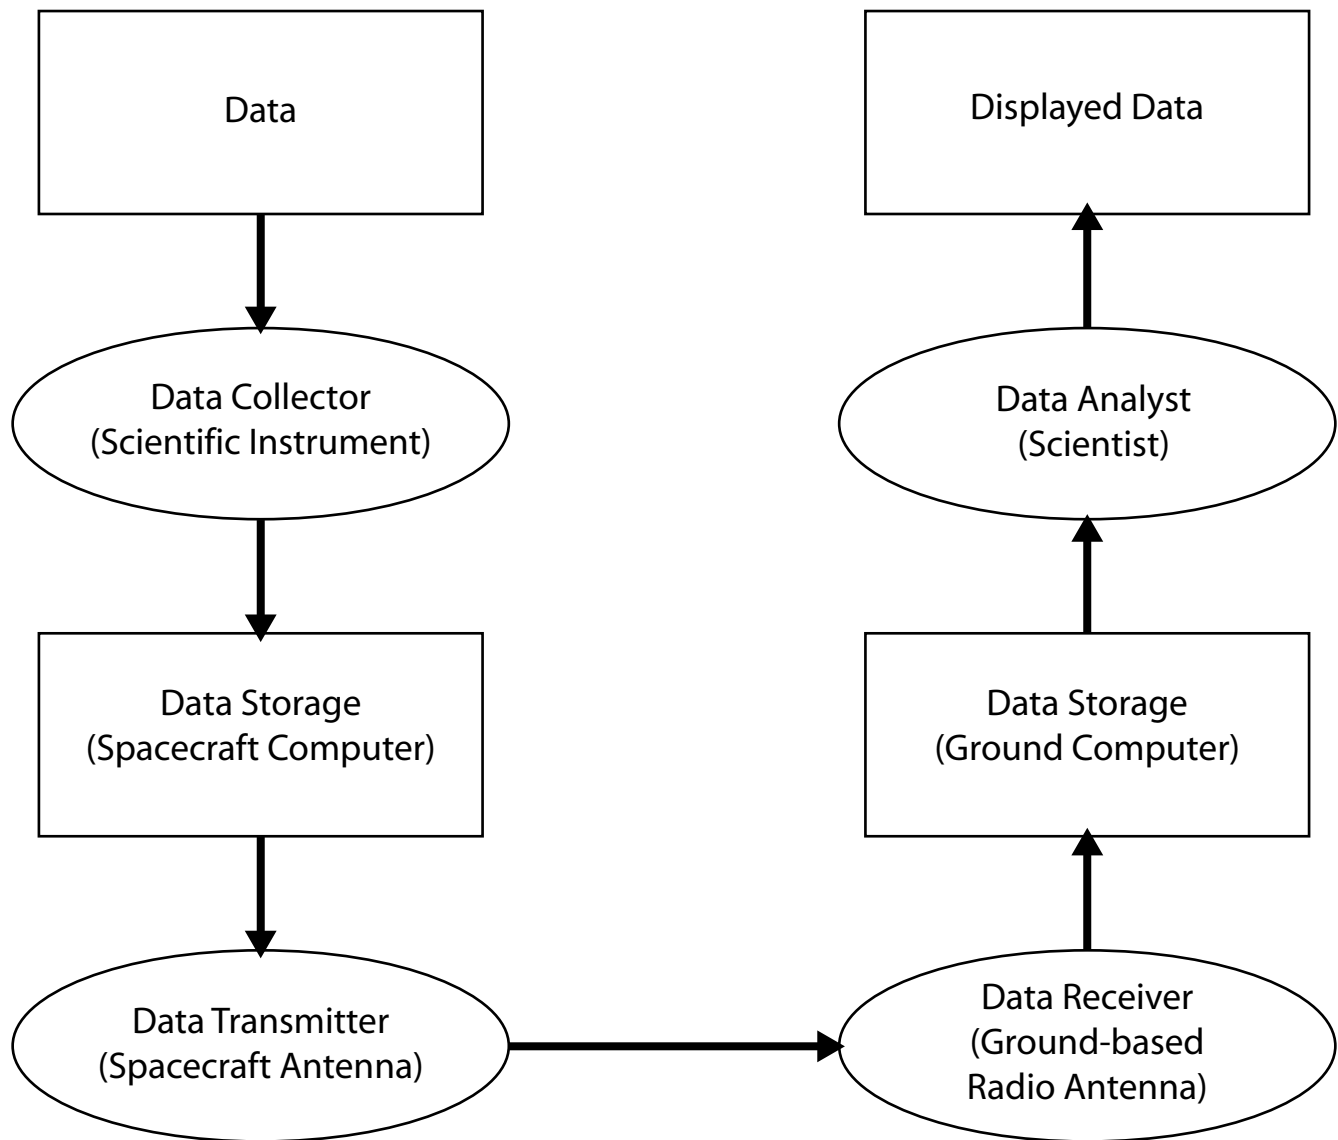 Data
Data Collector
(Scientific Instrument)
Data Storage
(Spacecraft Computer)
Data Transmitter
(Spacecraft Antenna)
Data Receiver
(Ground-based
Radio Antenna)
Data Storage
(Ground Computer)
Data Analyst
(Scientist)
Displayed Data